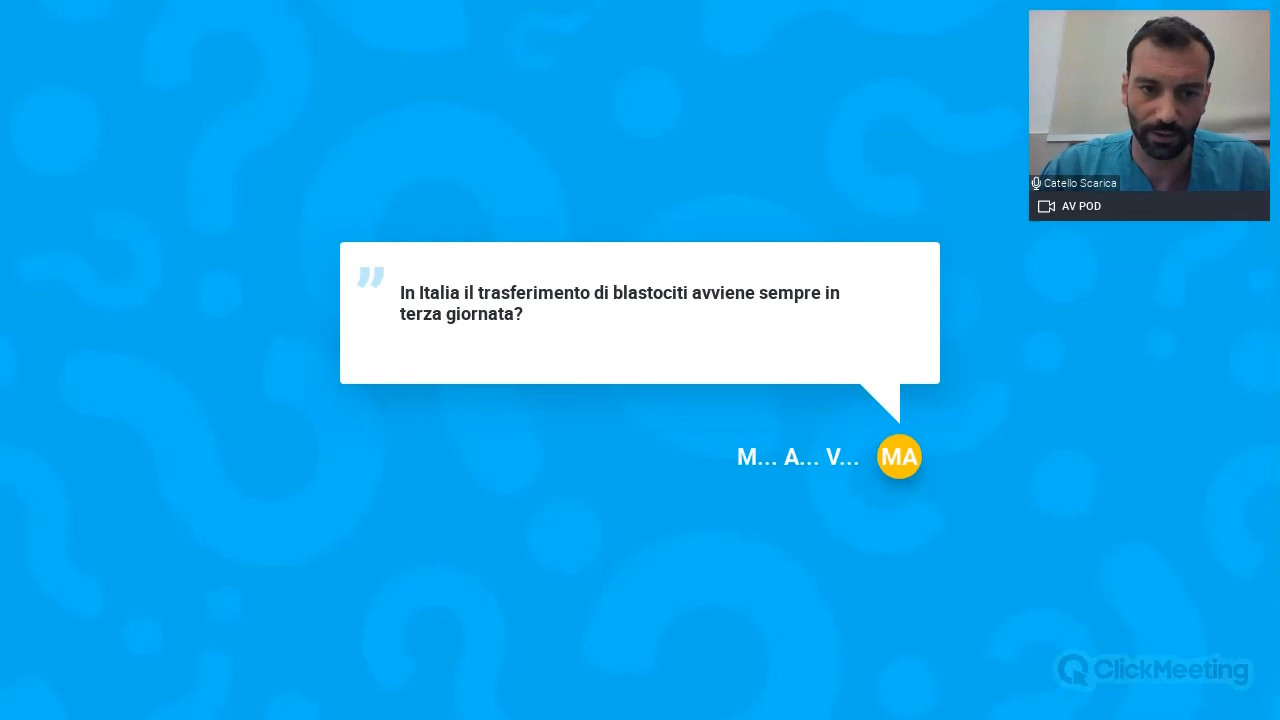 Catello Scarica
AV POD
"
In Italia il trasferimento di blastociti avviene sempre in
terza giornata?
M... A... V...
MA
ClickMeeting